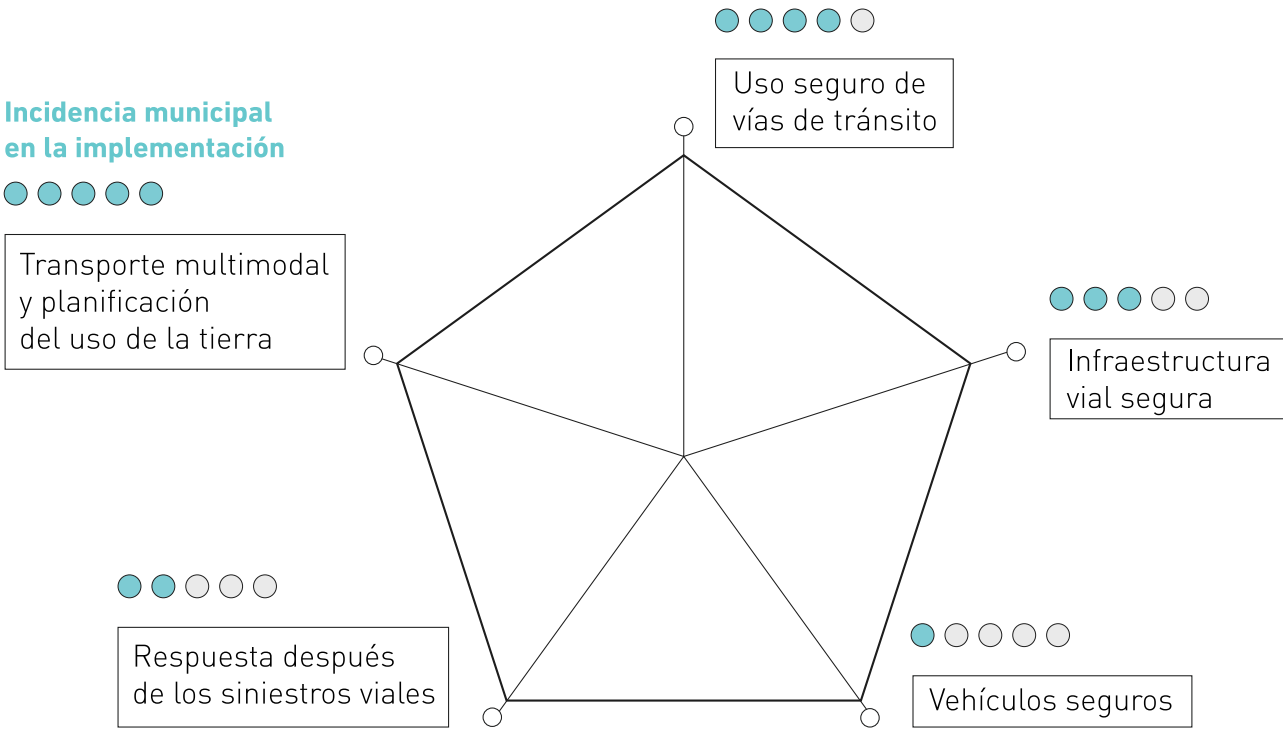 Incidencia municipal
en la implementación
Transporte multimodal
y planificación
del uso de la tierra
Uso seguro de
vías de tránsito
Infraestructura
vial segura
Respuesta después
de los siniestros viales
Vehículos seguros